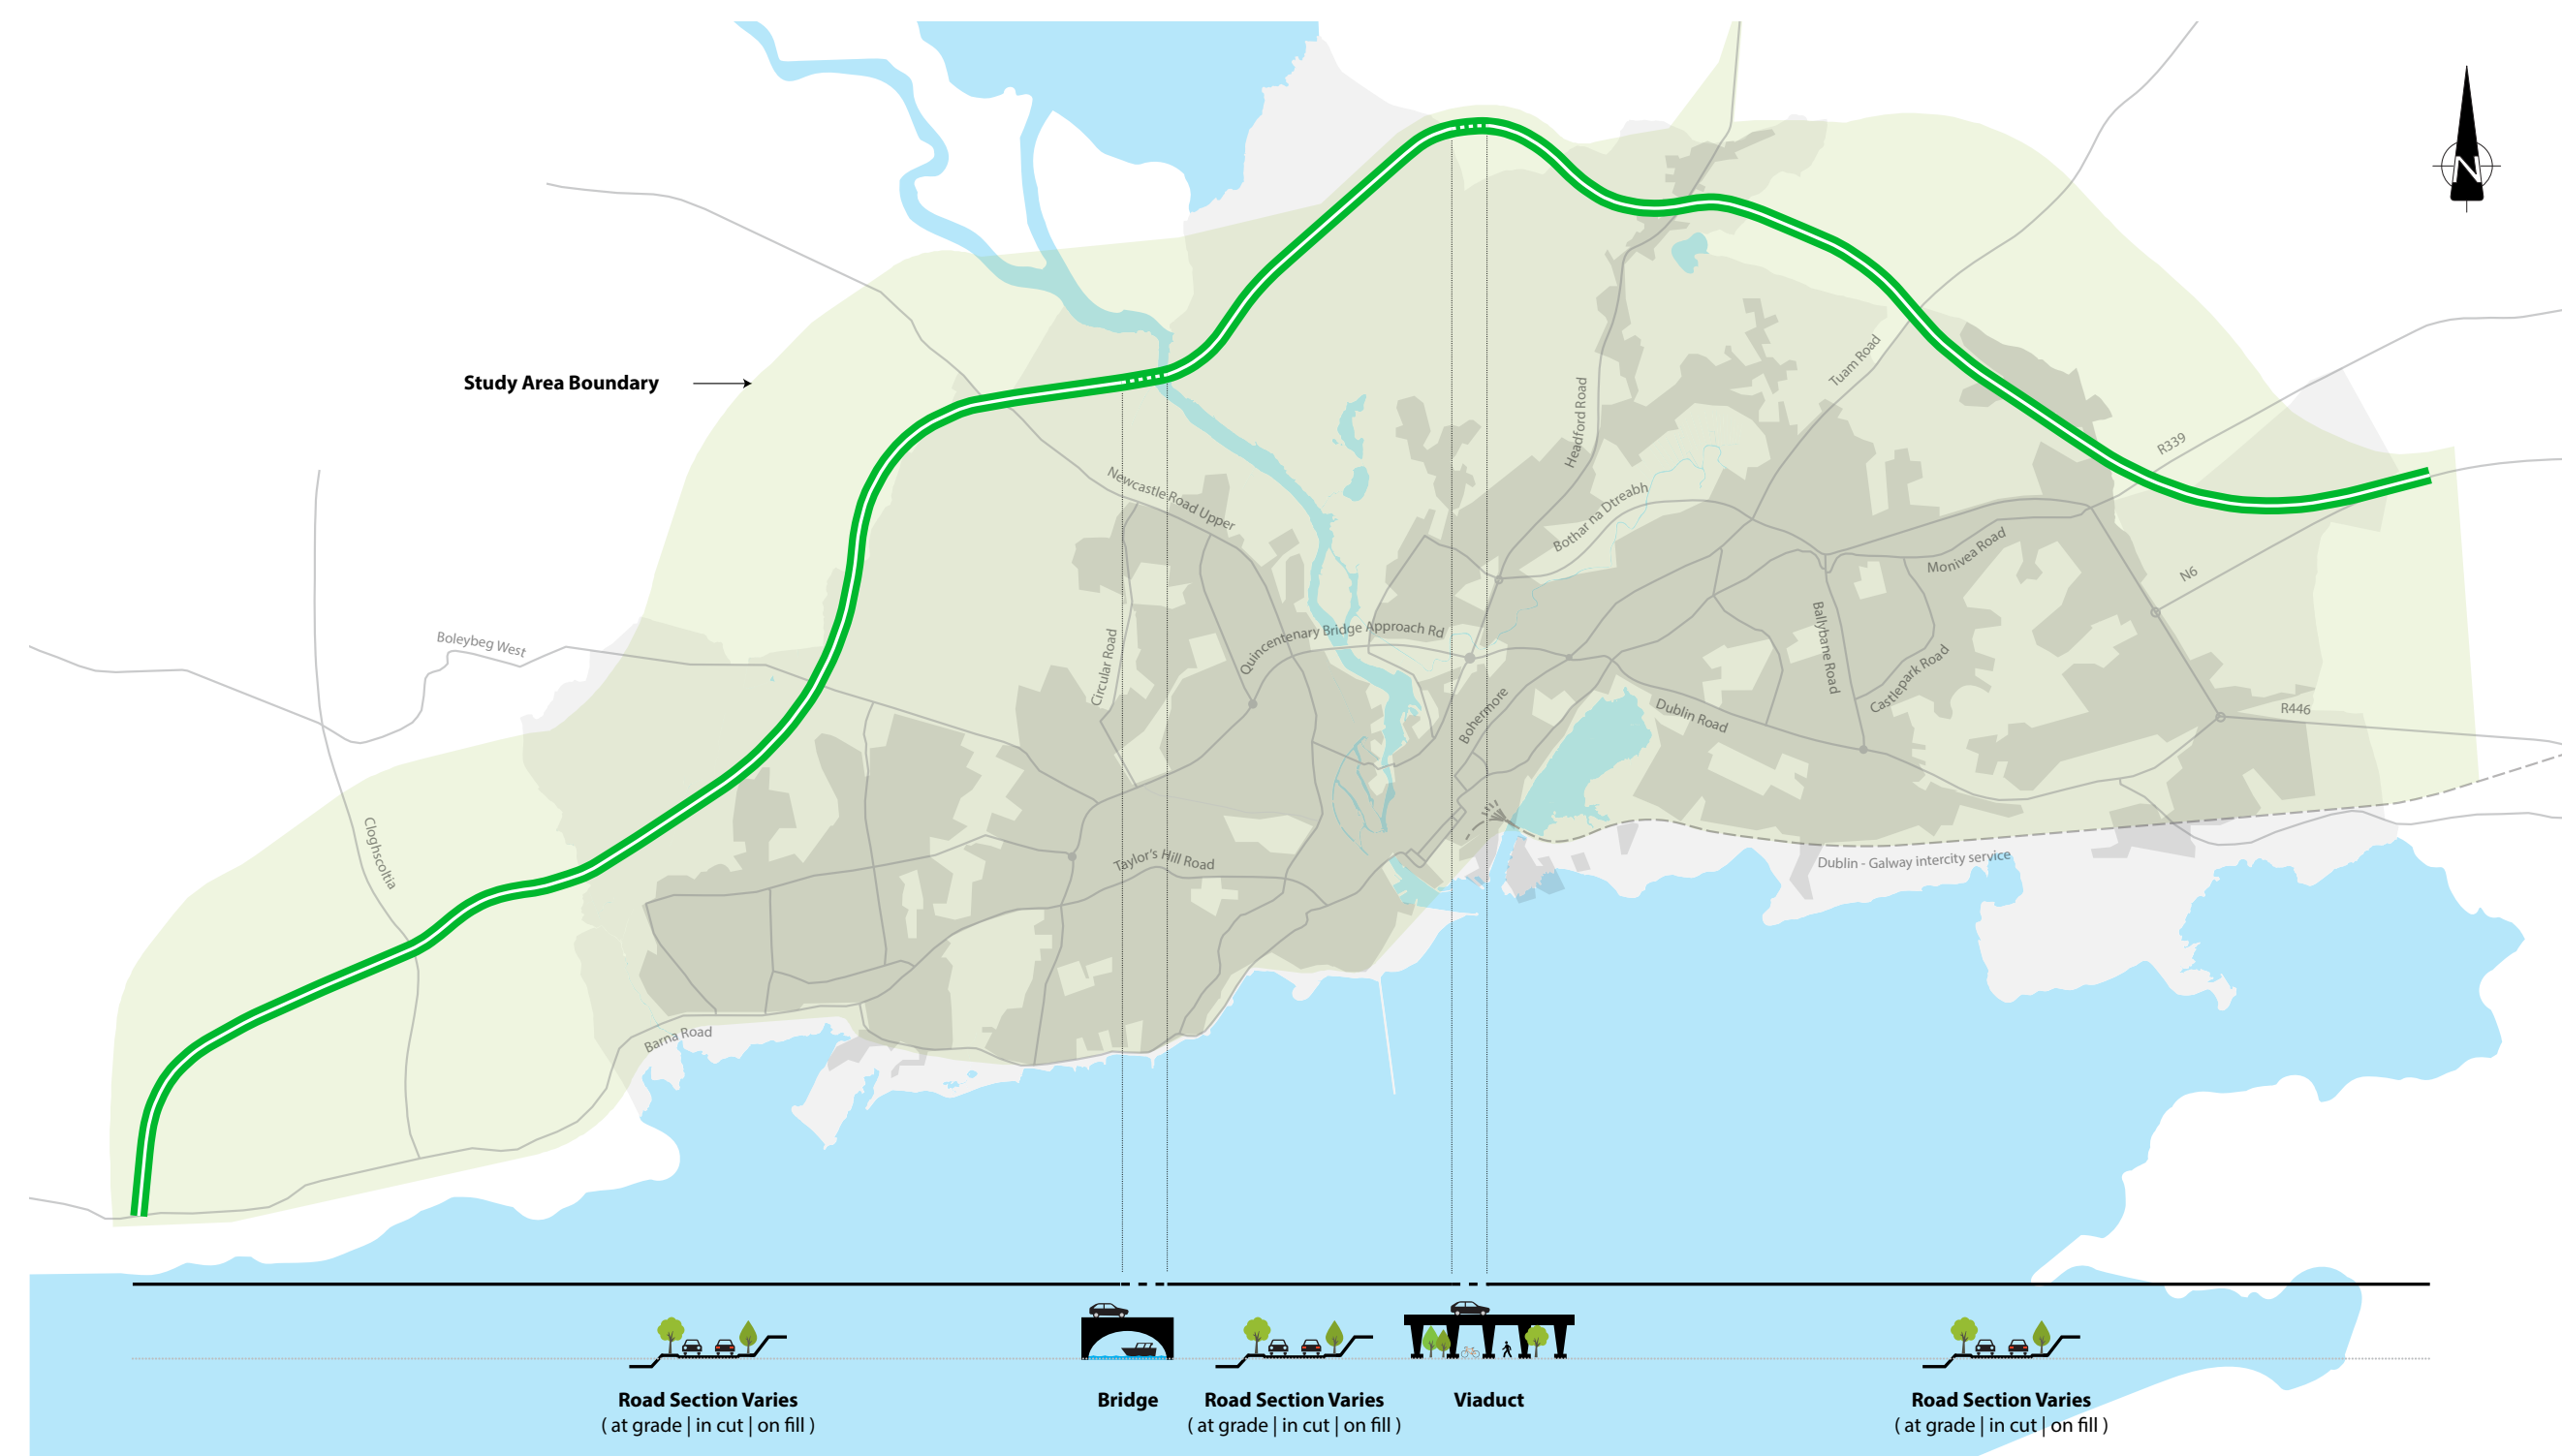 N
Study Area Boundary
R339
Tuam Road
Headford Road
Newcastle Road Upper
Bothar na Dtreabh
Monivea Road
N6
Boleybeg West
Quincentenary Bridge Approach Rd
Circular Road
Ballybane Road
Castlepark Road
Bohermore
Dublin Road
R446
Cloghscoltia
Taylor's Hill Road
Dublin - Galway intercity service
Barna Road
Road Section Varies
( at grade | in cut | on fill )
Bridge
Road Section Varies
( at grade | in cut | on fill )
Viaduct
Road Section Varies
( at grade | in cut | on fill )